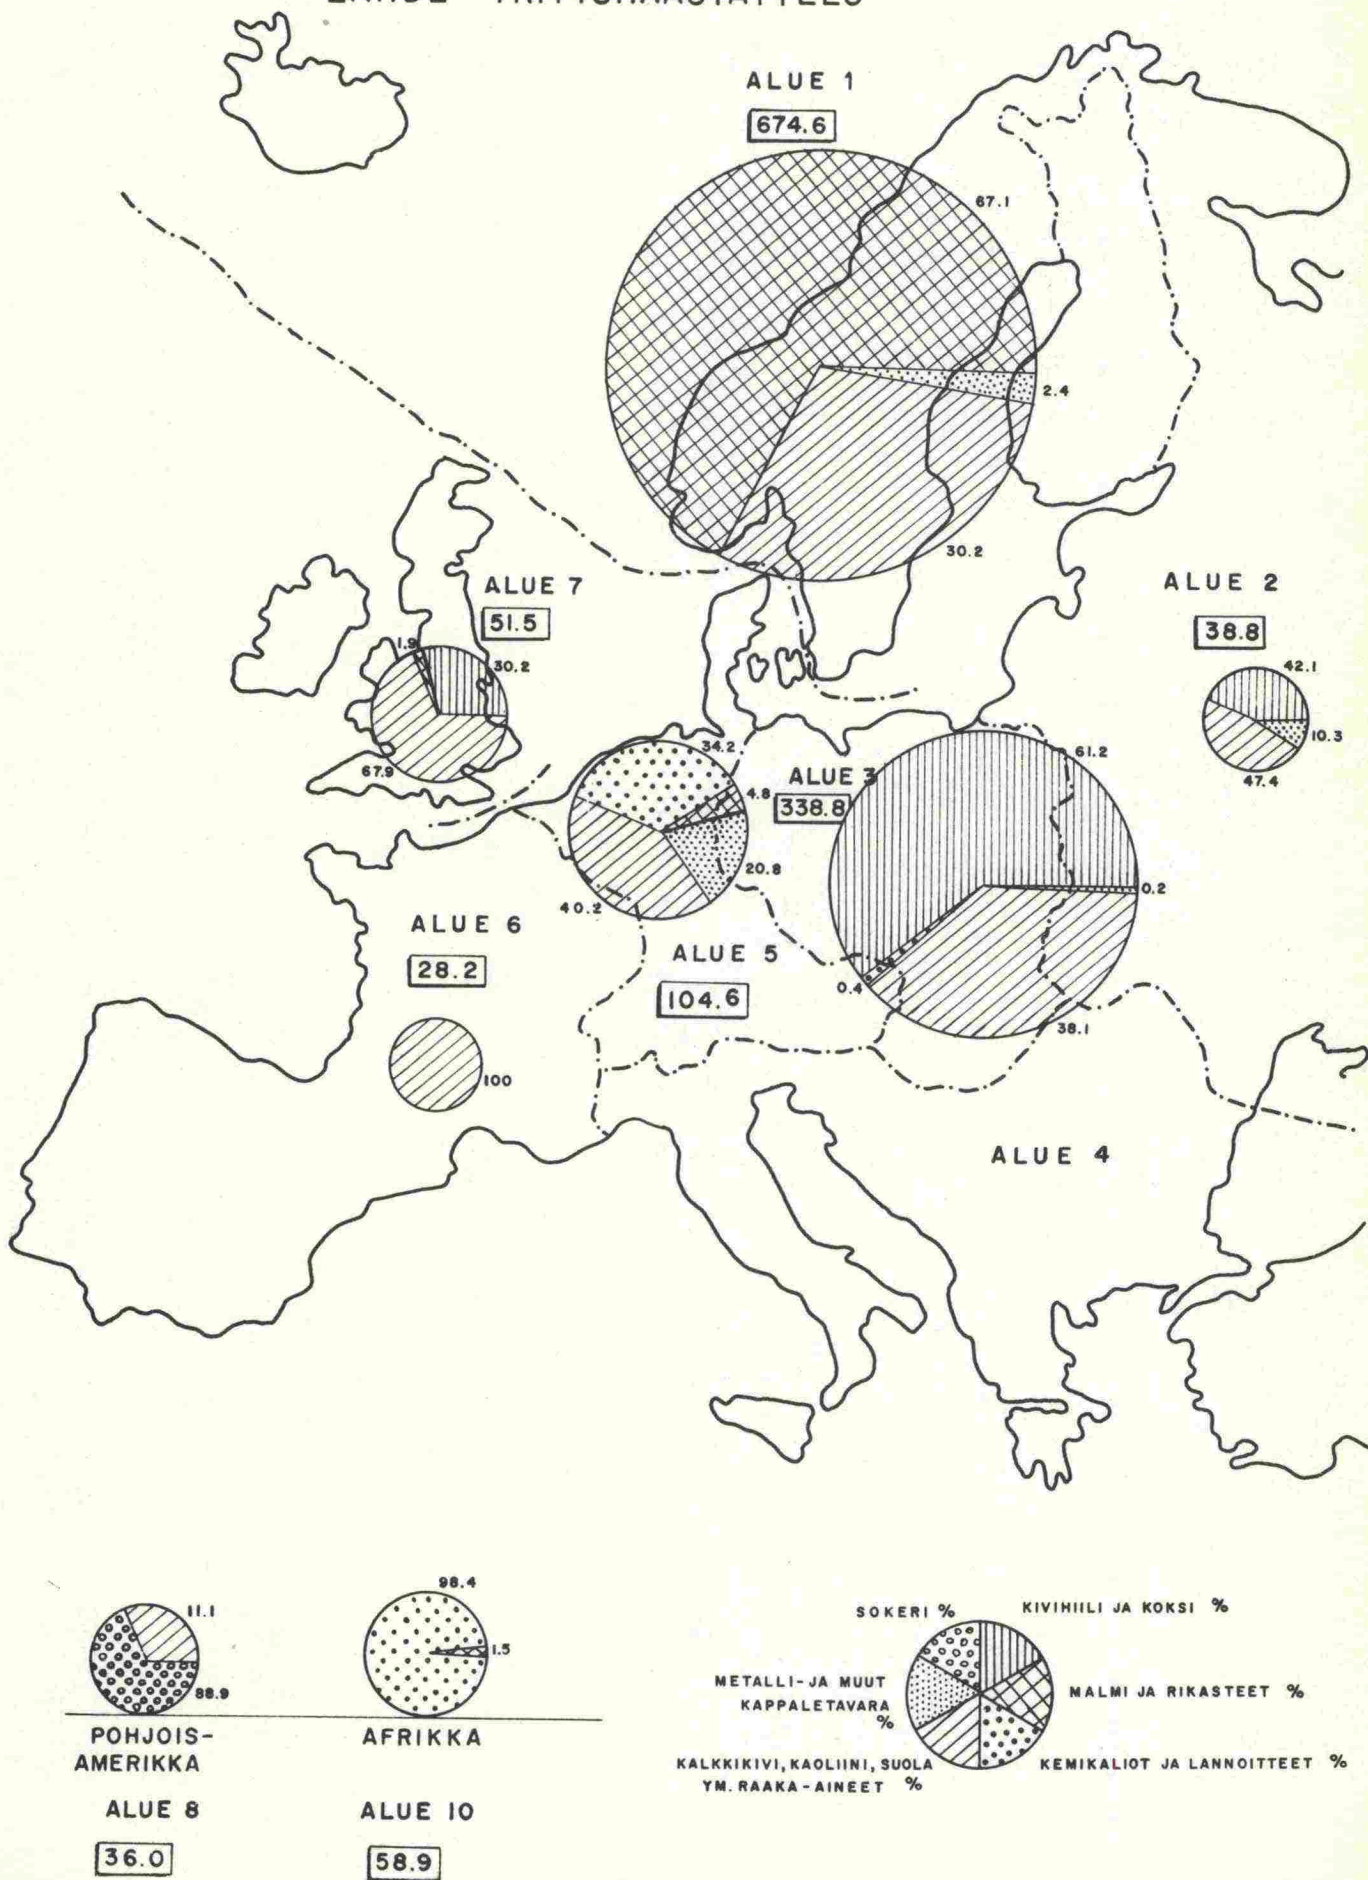 ALUE 1
674.6
67.1
2.4
30.2
ALUE 7
51.5
1.9
30.2
67.9
ALUE 2
38.8
42.1
10.3
47.4
34.2
4.8
20.8
40.2
ALUE 3
338.8
61.2
0.2
0.4
38.1
ALUE 6
28.2
100
ALUE 5
104.6
ALUE 4
11.1
88.9
POHJOIS-
AMERIKKA
ALUE 8
36.0
98.4
1.5
AFRIKKA
ALUE 10
58.9
SOKERI %
KIVIHIILI JA KOKSI %
METALLI- JA MUUT
KAPPALETAVARA
%
MALMI JA RIKASTEET %
KALKKIKIVI, KAOLIINI, SUOLA
YM. RAAKA-AINEET %
KEMIKALIOT JA LANNOITTEET %